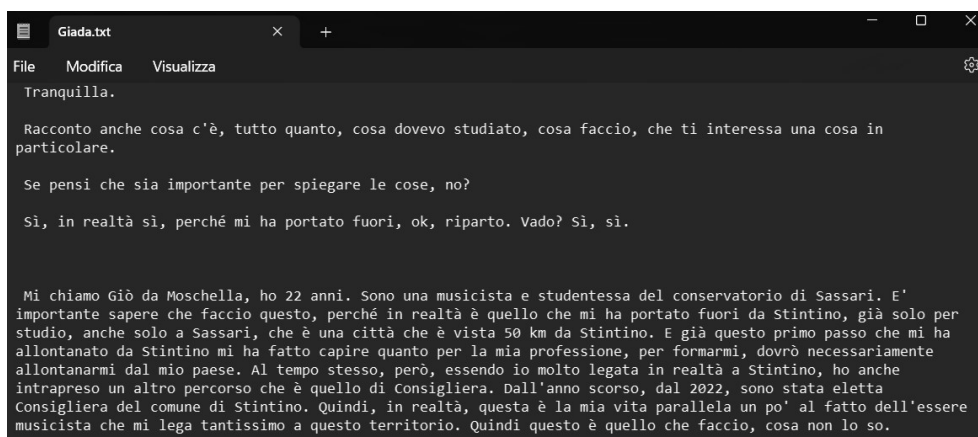 Giada.txt
File Modifica Visualizza
Tranquilla.
Racconto anche cosa c'è, tutto quanto, cosa dovevo studiato, cosa faccio, che ti interessa una cosa in
particolare.
Se pensi che sia importante per spiegare le cose, no?
Sì, in realtà sì, perché mi ha portato fuori, ok, riparto. Vado? Sì, sì.
Mi chiamo Giò da Moschella, ho 22 anni. Sono una musicista e studentessa del conservatorio di Sassari. E'
importante sapere che faccio questo, perché in realtà è quello che mi ha portato fuori da Stintino, già solo per
studio, anche solo a Sassari, che è una città che è vista 50 km da Stintino. E già questo primo passo che mi ha
allontanato da Stintino mi ha fatto capire quanto per la mia professione, per formarmi, dovrò necessariamente
allontanarmi dal mio paese. Al tempo stesso, però, essendo io molto legata in realtà a Stintino, ho anche
intrapreso un altro percorso che è quello di Consigliera. Dall'anno scorso, dal 2022, sono stata eletta
Consigliera del comune di Stintino. Quindi, in realtà, questa è la mia vita parallela un po' al fatto dell'essere
musicista che mi lega tantissimo a questo territorio. Quindi questo è quello che faccio, cosa non lo so.